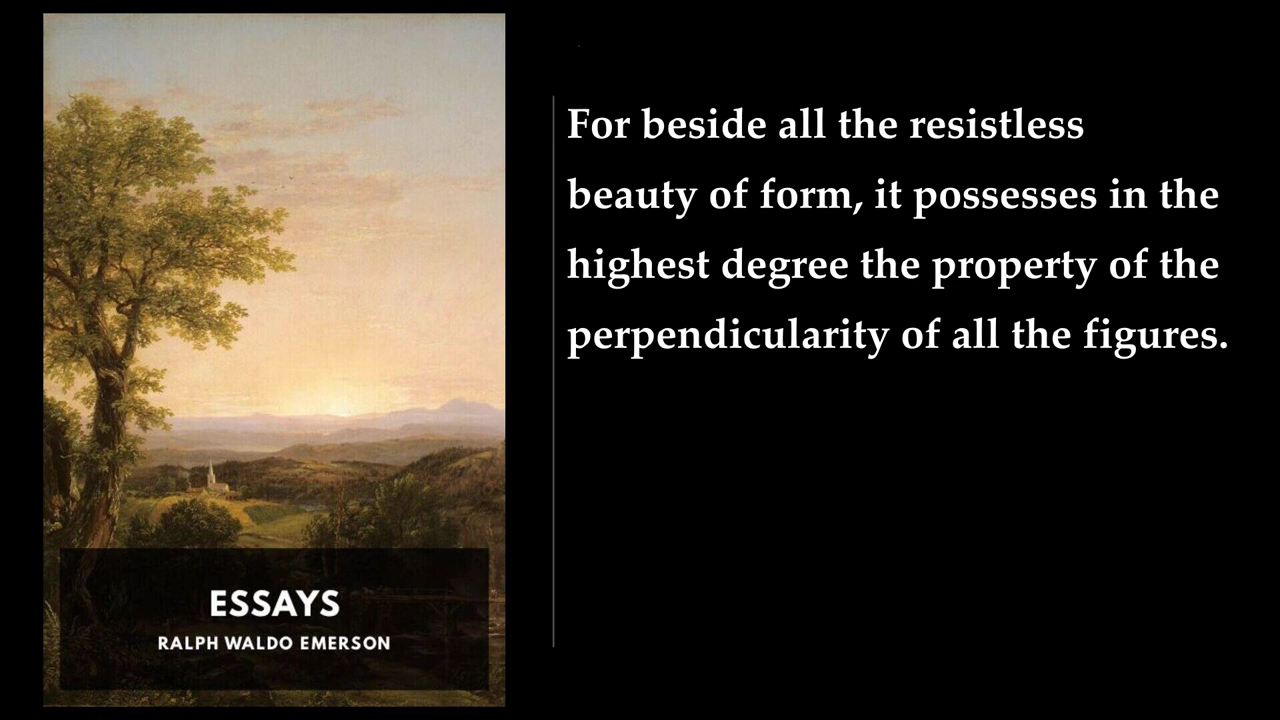 ESSAYS
RALPH WALDO EMERSON
For beside all the resistless
beauty of form, it possesses in the
highest degree the property of the
perpendicularity of all the figures.